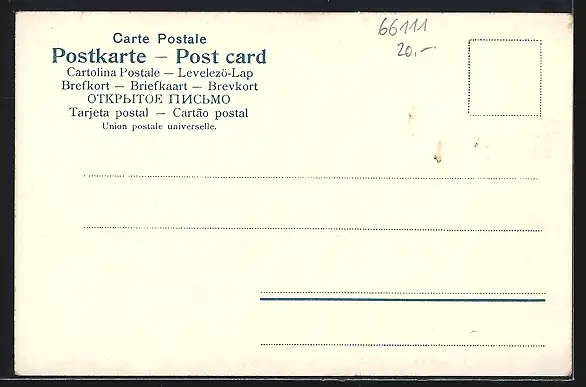 Carte Postale
Postkarte — Post card
Cartolina Postale — Levelező-Lap
Brefkort — Briefkaart — Brevkort
ОТКРЫТОЕ ПИСЬМО
Tarjeta postal — Cartão postal
Union postale universelle.
66111
20,-